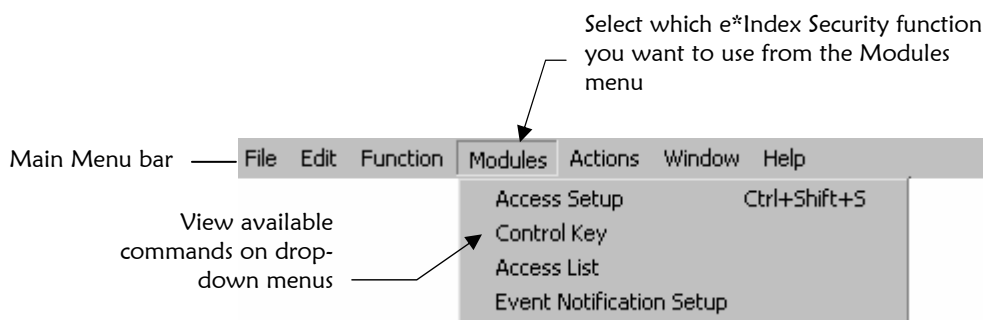 Select which e*Index Security function
you want to use from the Modules
menu
Main Menu bar
File Edit Function Modules Actions Window Help
Access Setup Ctrl+Shift+S
Control Key
Access List
Event Notification Setup
View available
commands on drop-
down menus